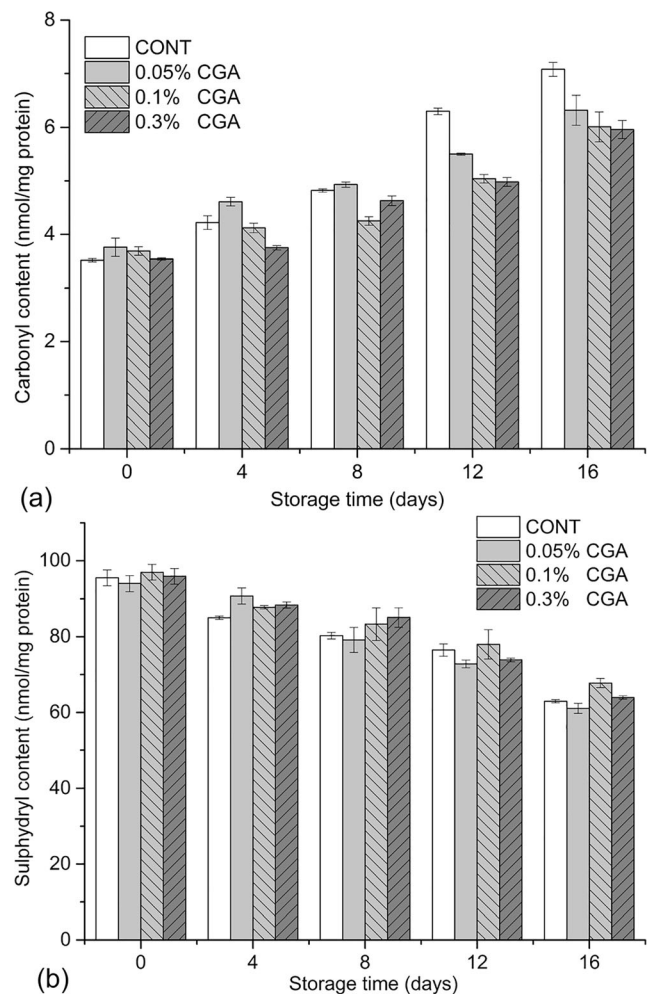 8
6
4
2
0
Carbonyl content (nmol/mg protein)
CONT
0.05% CGA
0.1% CGA
0.3% CGA
0 4 8 12 16
Storage time (days)
(a)
100
80
60
40
20
0
Sulphydryl content (nmol/mg protein)
CONT
0.05% CGA
0.1% CGA
0.3% CGA
0 4 8 12 16
Storage time (days)
(b)